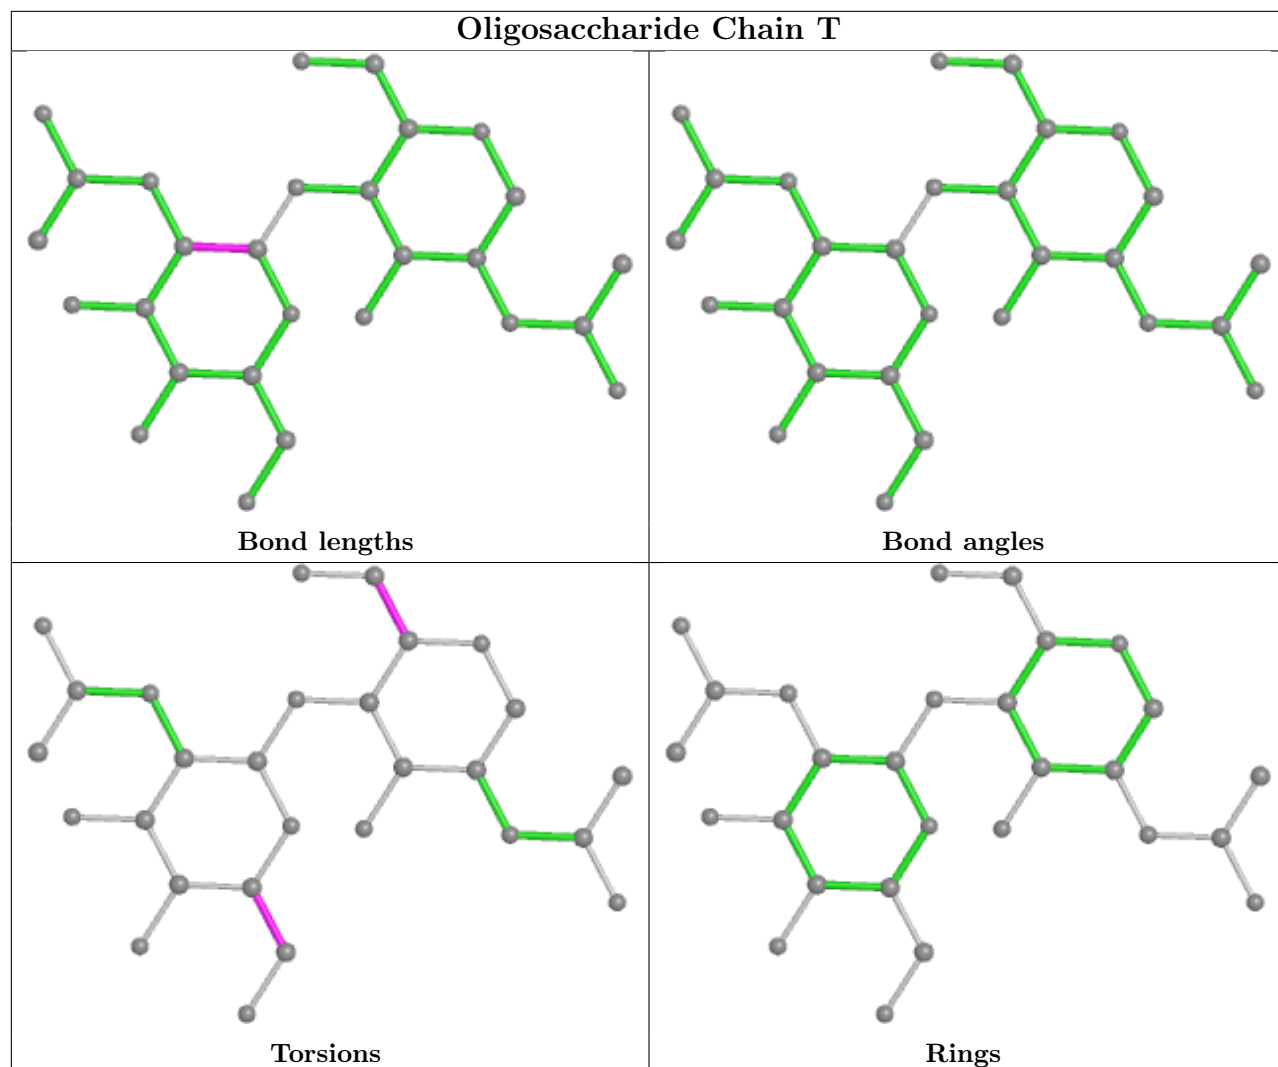 Oligosaccharide Chain T
Bond lengths
Bond angles
Torsions
Rings